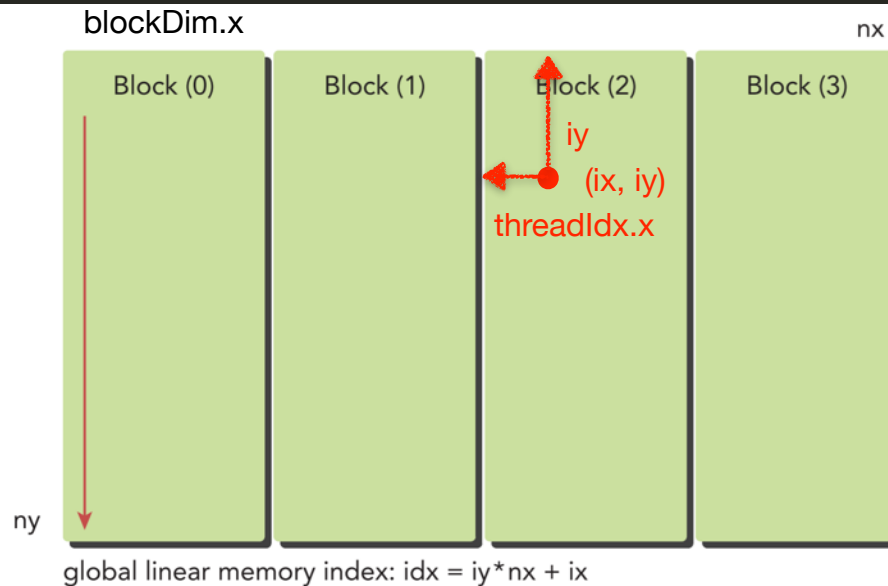 blockDim.x
nx
Block (0) Block (1) Block (2) Block (3)
iy
(ix, iy)
threadIdx.x
ny
global linear memory index: idx = iy*nx + ix